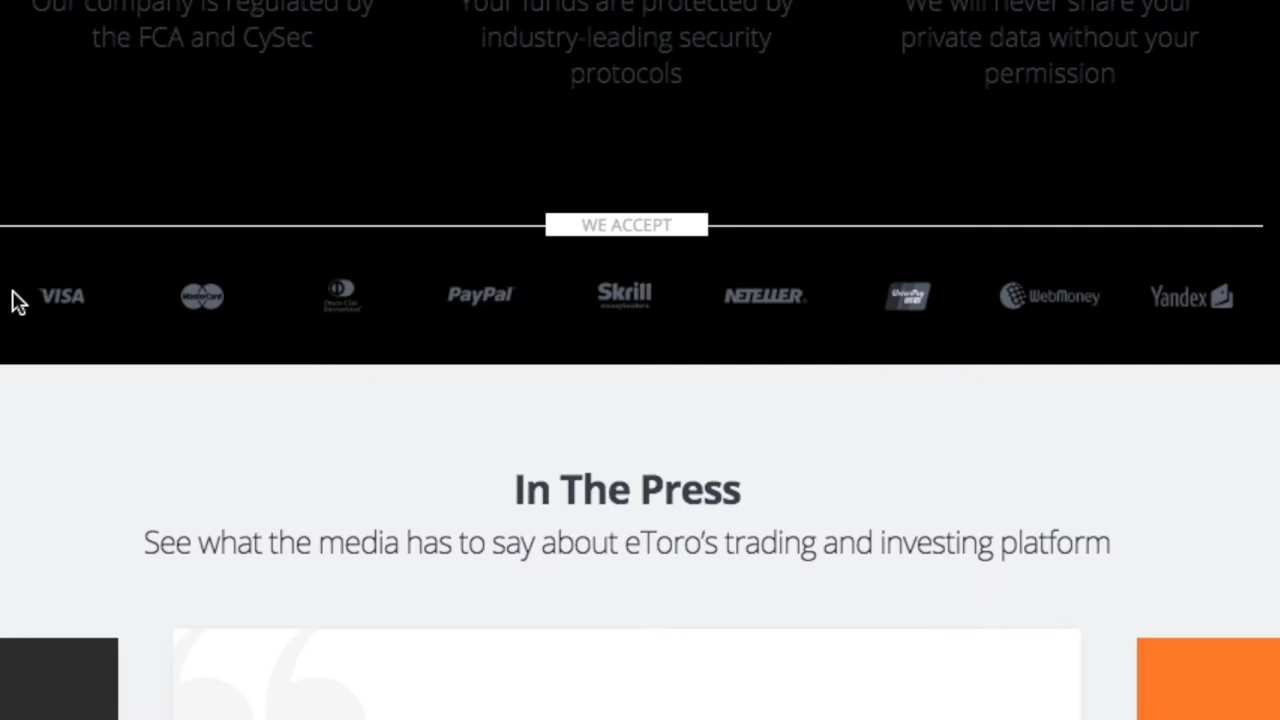 Our company is regulated by
the FCA and CySec
Your funds are protected by
industry-leading security
protocols
We will never share your
private data without your
permission
WE ACCEPT
VISA
MasterCard
Diners Club
International
PayPal
Skrill
moneybookers
NETELLER
UnionPay
WebMoney
Yandex
In The Press
See what the media has to say about eToro's trading and investing platform